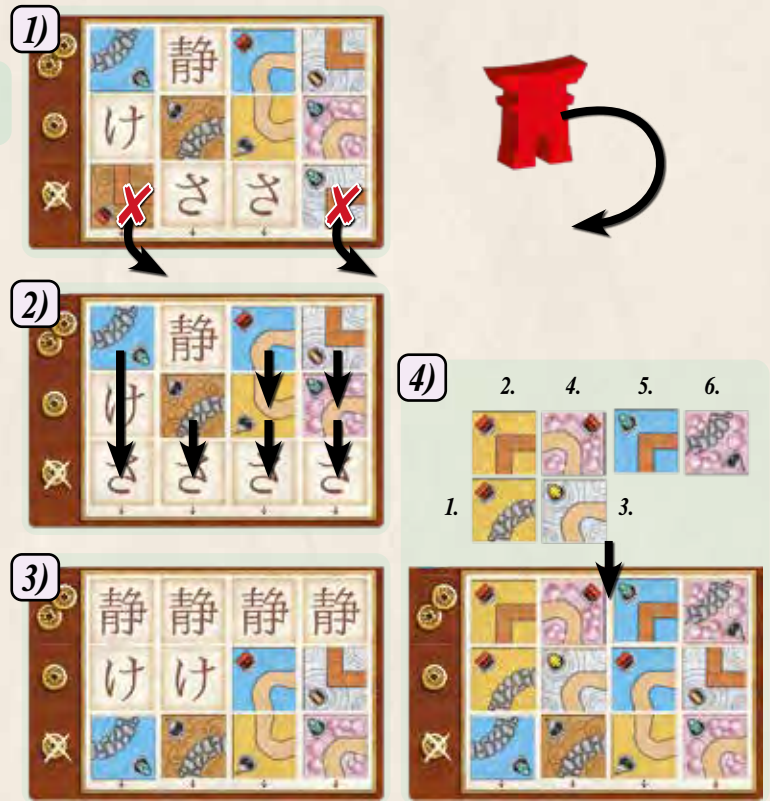 1)
静
け
さ さ
2)
静
け
さ さ さ さ
3)
静 静 静 静
け け
4)
2. 4. 5. 6.
1. 3.